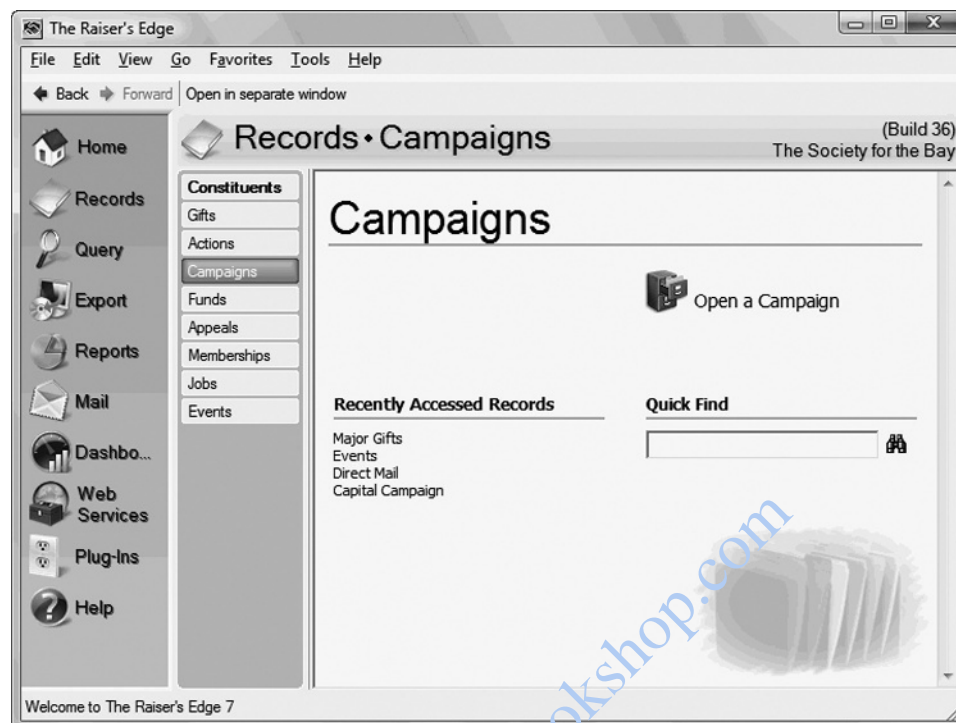 The Raiser's Edge
File Edit View Go Favorites Tools Help
Back Forward Open in separate window
Records • Campaigns
(Build 36)
The Society for the Bay
Home
Records
Query
Export
Reports
Mail
Dashbo...
Web
Services
Plug-Ins
Help
Constituents
Gifts
Actions
Campaigns
Funds
Appeals
Memberships
Jobs
Events
Campaigns
Open a Campaign
Recently Accessed Records
Major Gifts
Events
Direct Mail
Capital Campaign
Quick Find
Welcome to The Raiser's Edge 7
okshop.com